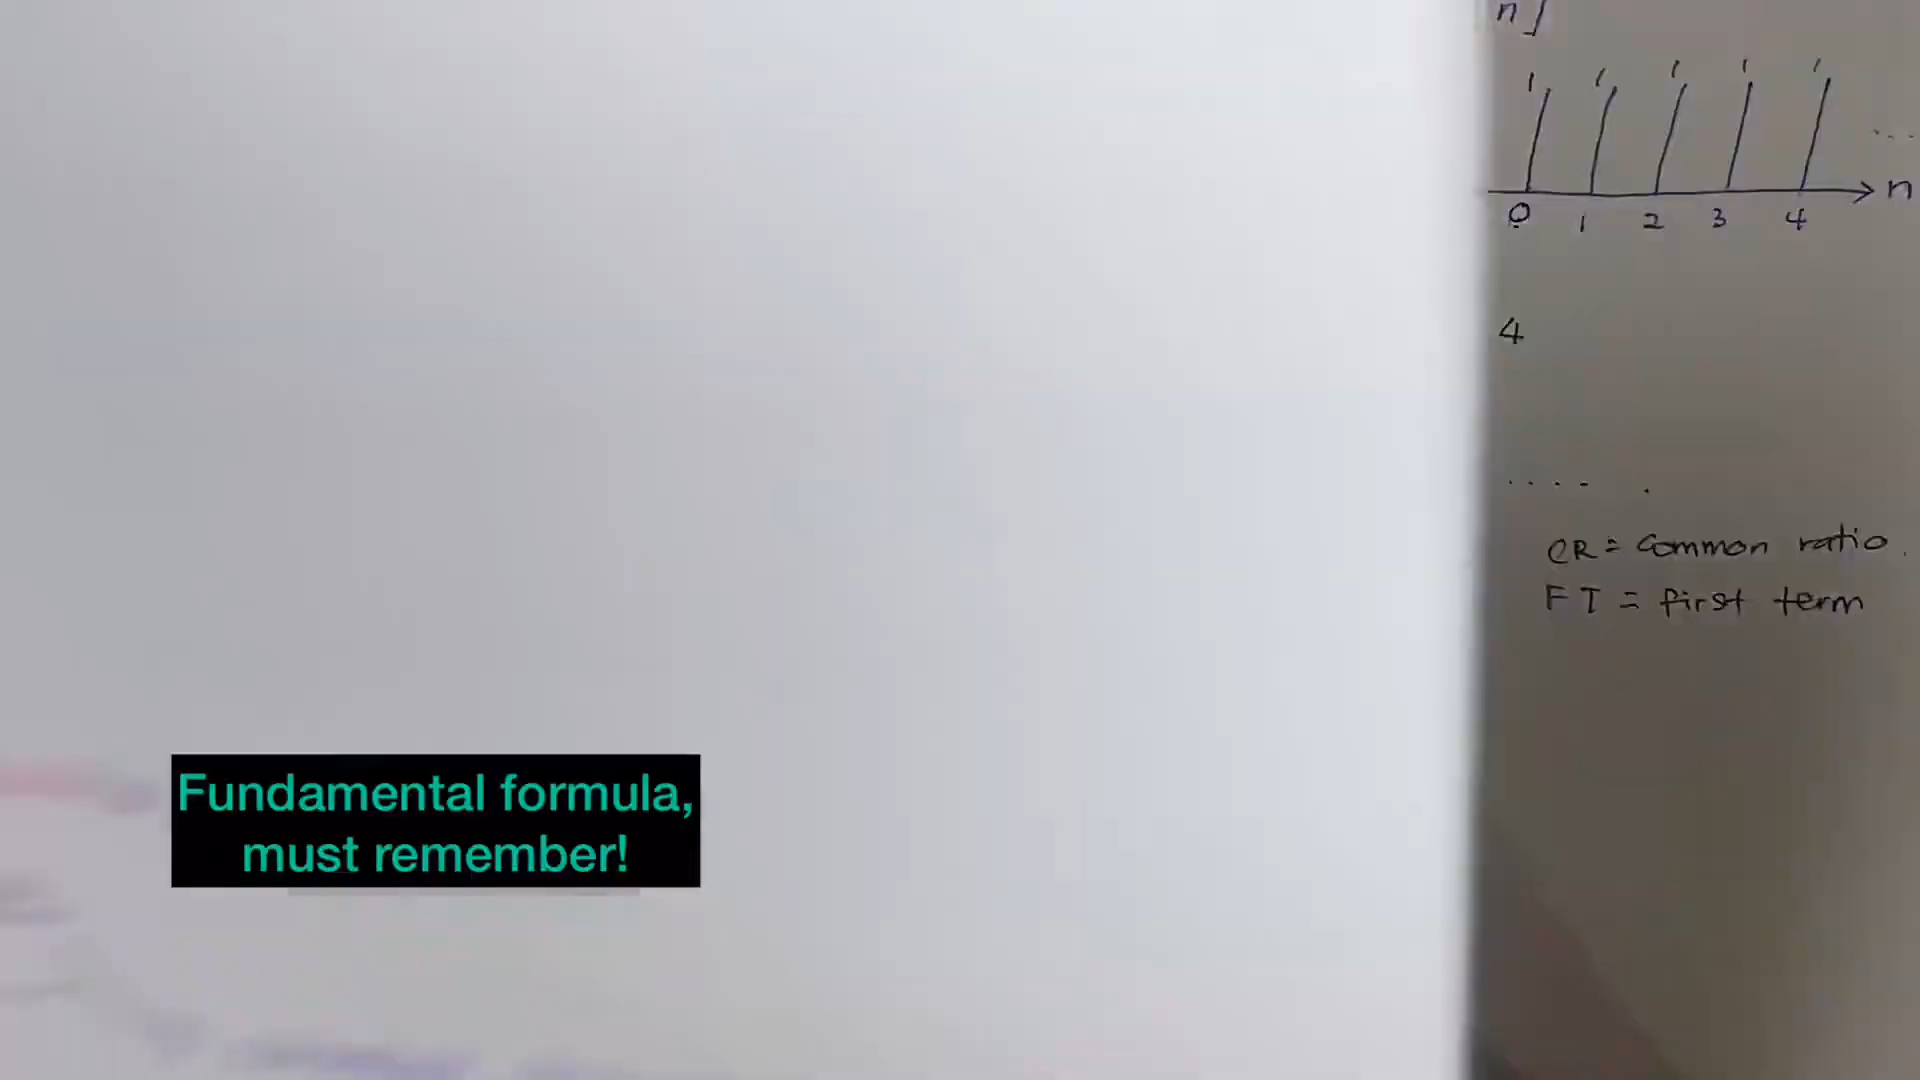 n]
1 1 1 1 1
....
n
0 1 2 3 4
4
.... .
CR = Common ratio.
FT = first term
Fundamental formula,
must remember!